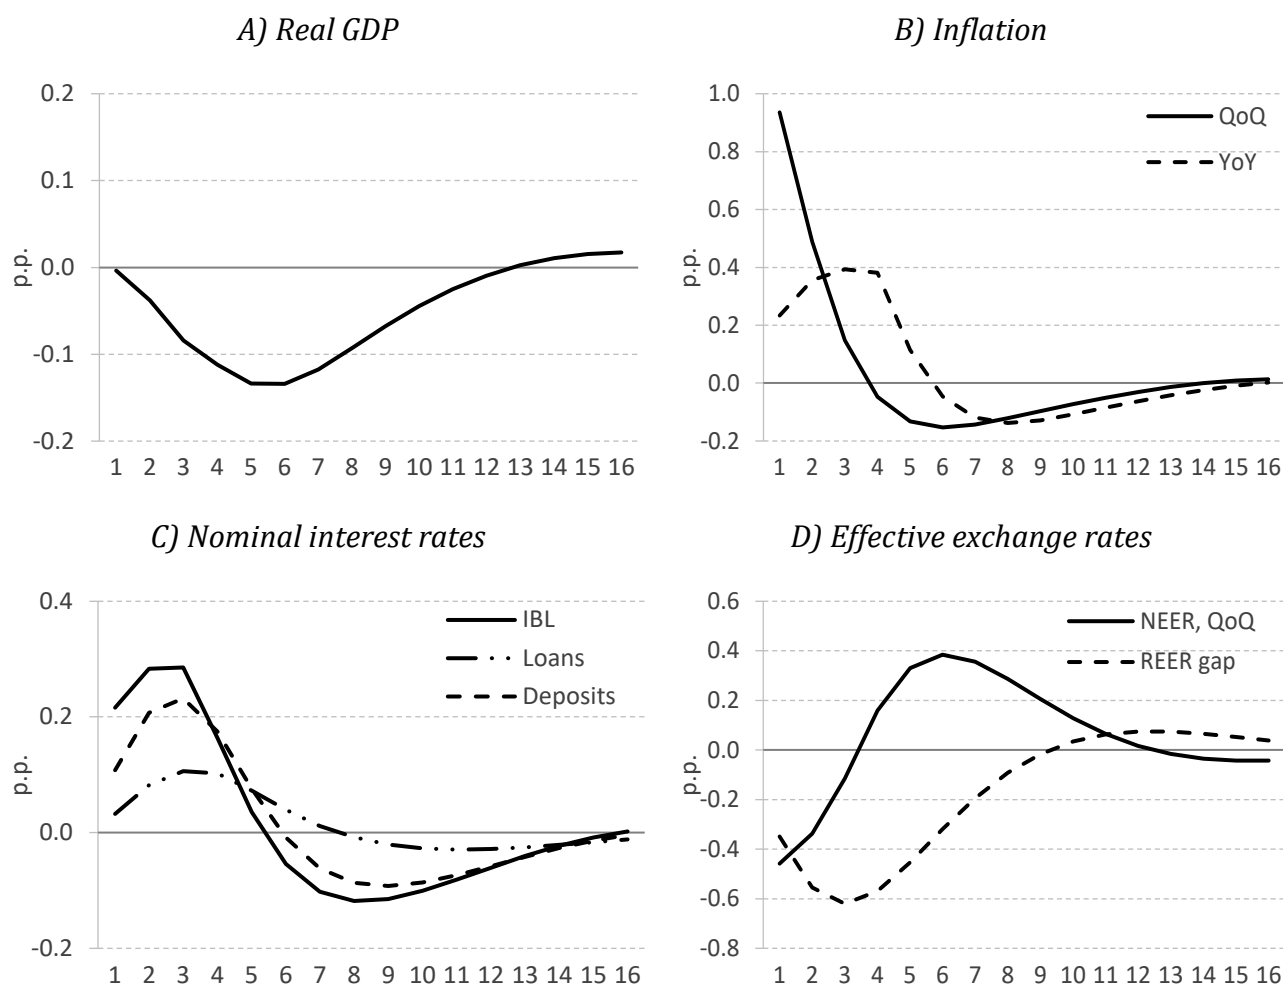 A) Real GDP
p.p.
0.2
0.1
0.0
-0.1
-0.2
1 2 3 4 5 6 7 8 9 10 11 12 13 14 15 16
B) Inflation
p.p.
1.0
0.8
0.6
0.4
0.2
0.0
-0.2
QoQ
YoY
1 2 3 4 5 6 7 8 9 10 11 12 13 14 15 16
C) Nominal interest rates
p.p.
0.4
0.2
0.0
-0.2
IBL
Loans
Deposits
1 2 3 4 5 6 7 8 9 10 11 12 13 14 15 16
D) Effective exchange rates
p.p.
0.6
0.4
0.2
0.0
-0.2
-0.4
-0.6
-0.8
NEER, QoQ
REER gap
1 2 3 4 5 6 7 8 9 10 11 12 13 14 15 16